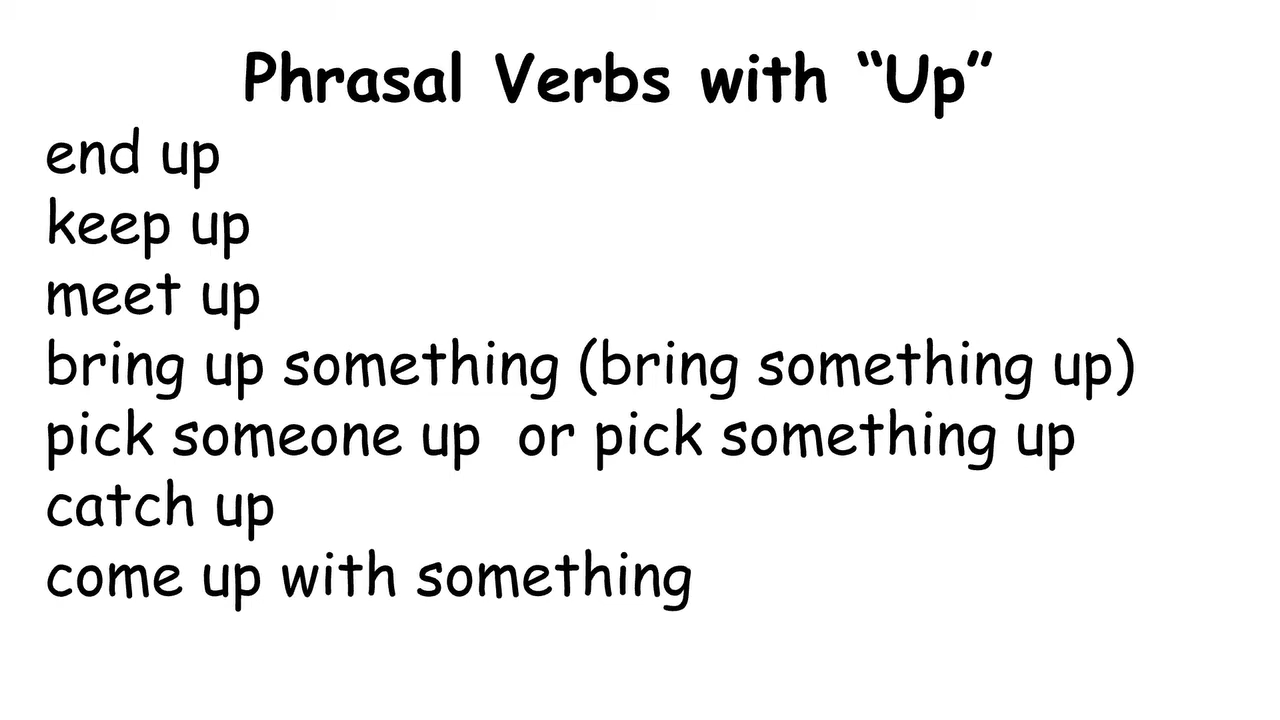 Phrasal Verbs with “Up”
end up
keep up
meet up
bring up something (bring something up)
pick someone up  or pick something up
catch up
come up with something